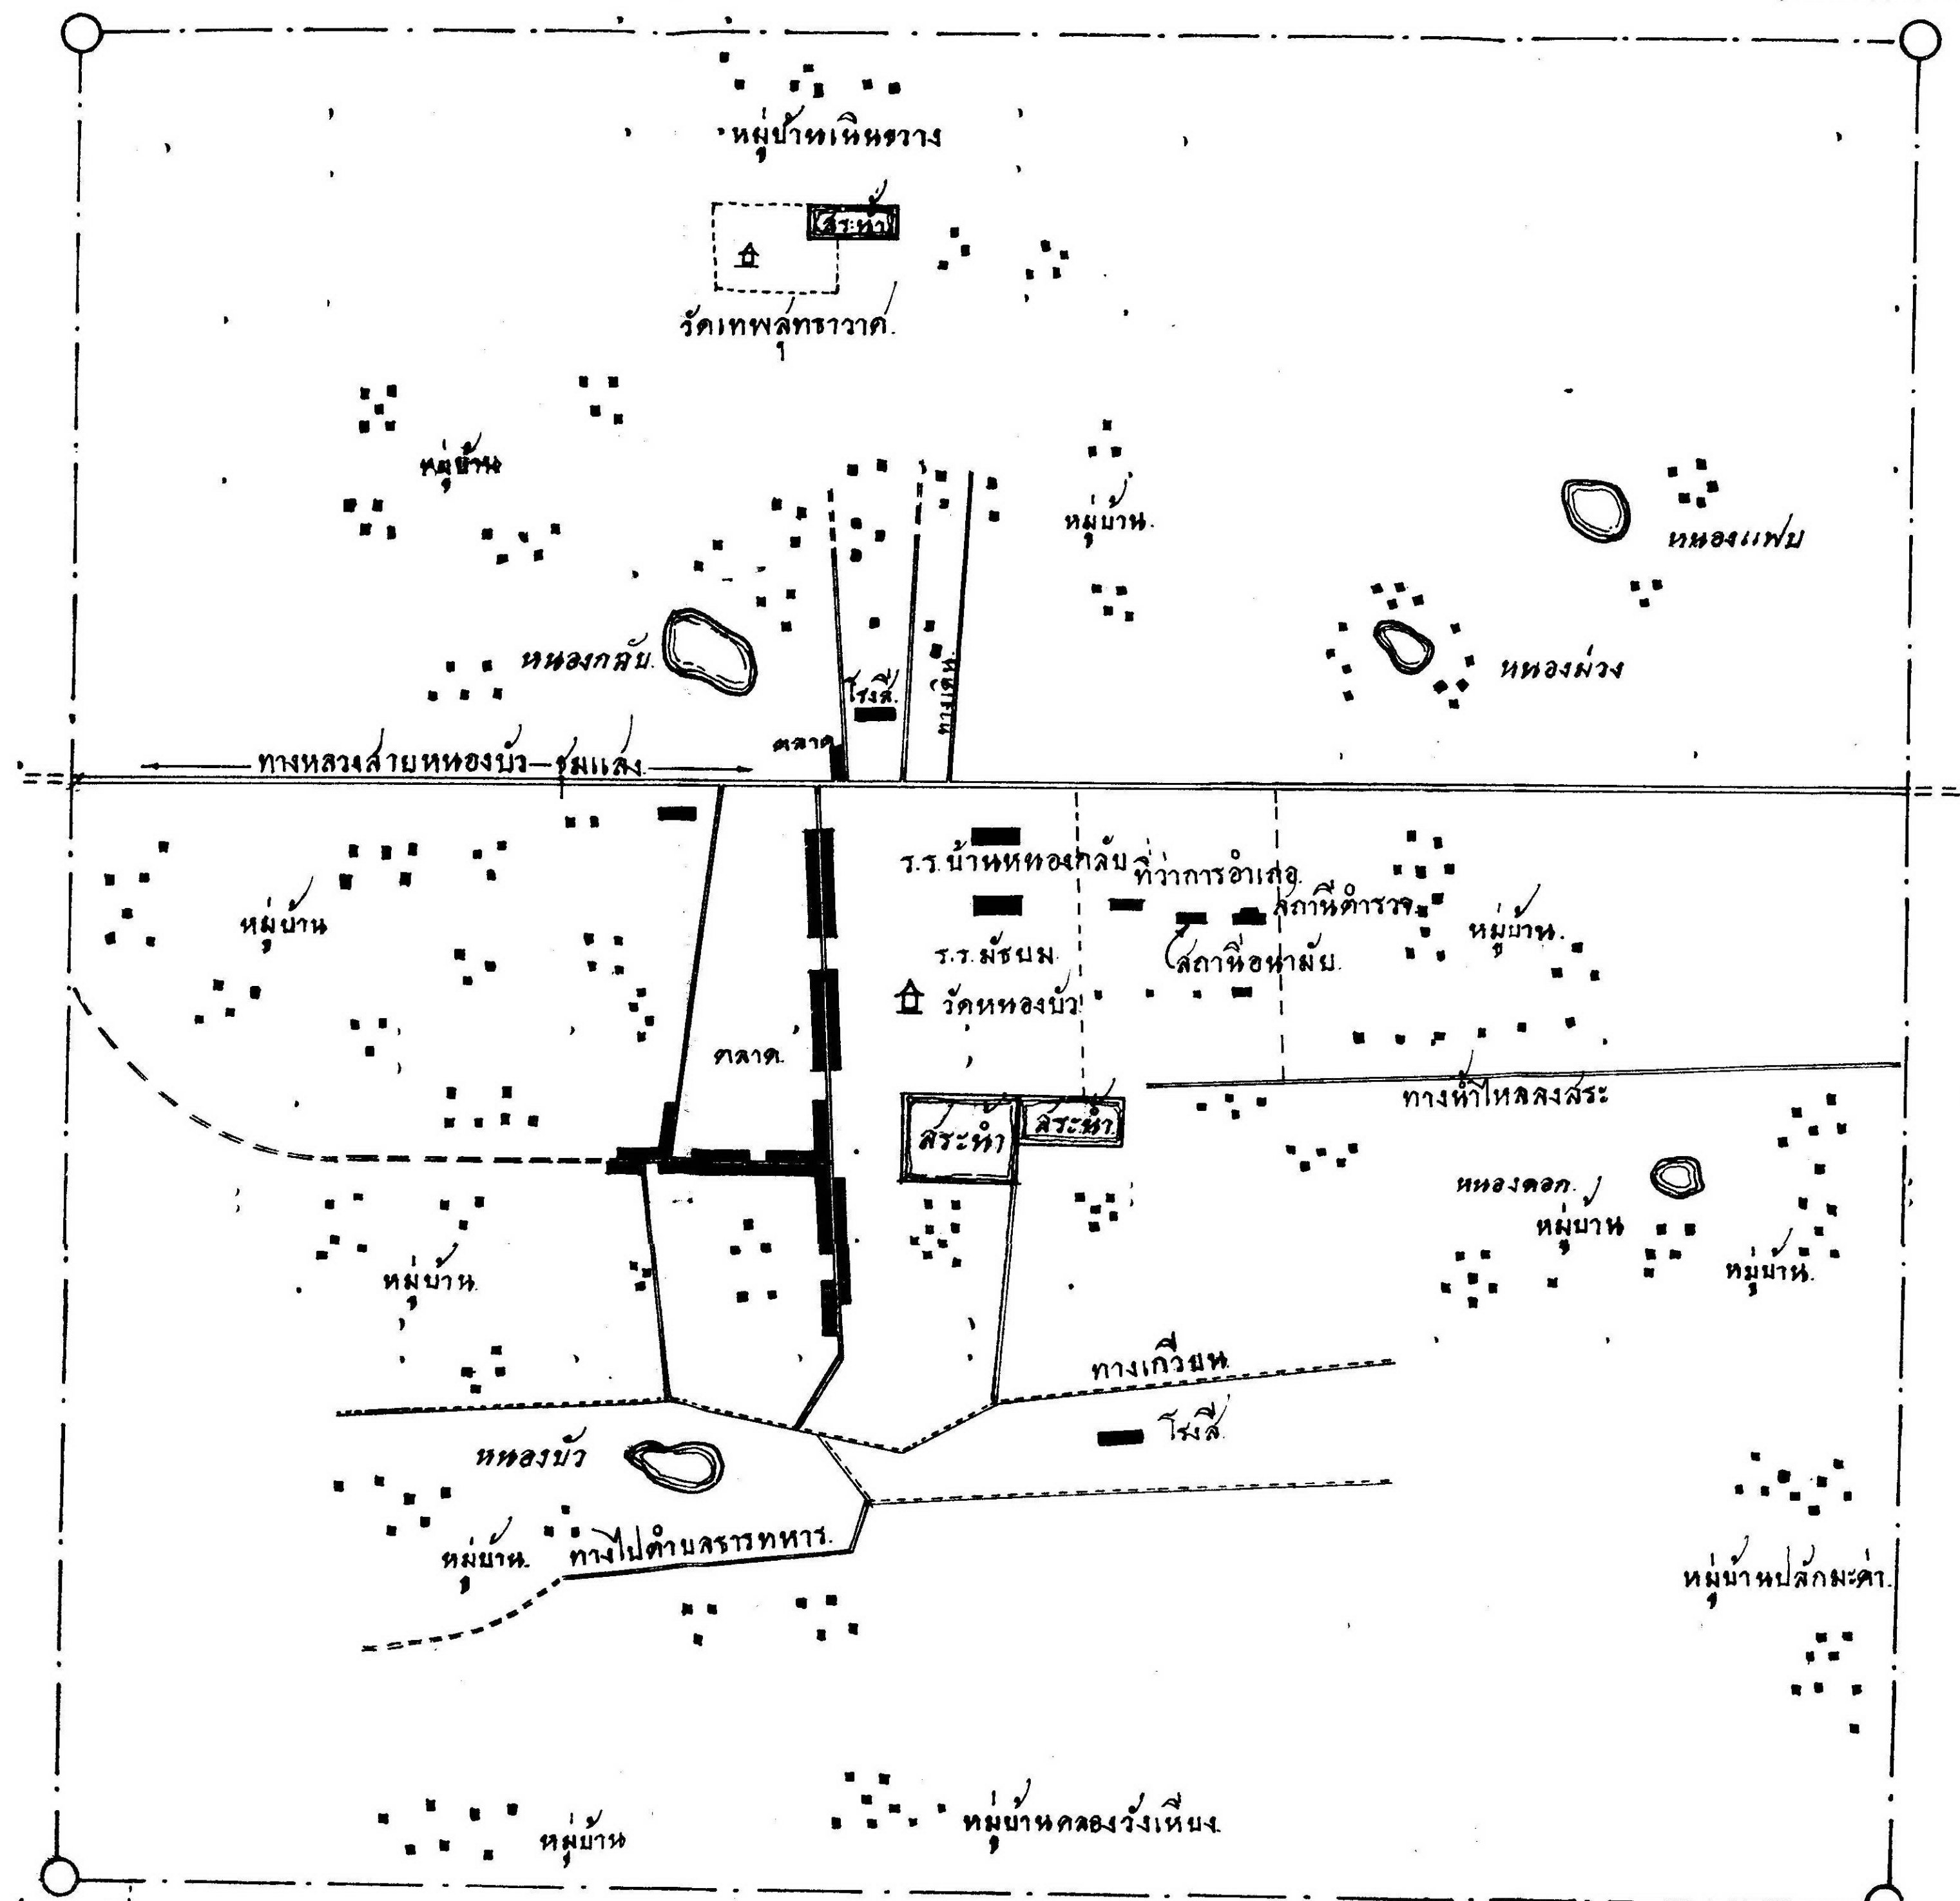 หมู่บ้านเนินขวาง
สระน้ำ
วัดเทพสุทธาวาศ.
หมู่บ้าน
หมู่บ้าน.
หนองแฟบ
หนองกลับ.
หนองม่วง
โรงสี.
ทางเดิน
ตลาด
ทางหลวงสายหนองบัว-ชุมแสง.
ร.ร.บ้านหนองกลับ
ที่ว่าการอำเภอ.
สถานีตำรวจ.
หมู่บ้าน
หมู่บ้าน.
ร.ร.มัธยม.
สถานีอนามัย.
วัดหนองบัว
ตลาด.
ทางน้ำไหลลงสระ
สระน้ำ
สระน้ำ.
หนองคอก.
หมู่บ้าน
หมู่บ้าน.
หมู่บ้าน.
ทางเกวียน
โรงสี.
หนองบัว
ทางไปตำบลธารทหาร.
หมู่บ้าน.
หมู่บ้านปลักมะค่า.
หมู่บ้านคลองวังเหียง.
หมู่บ้าน